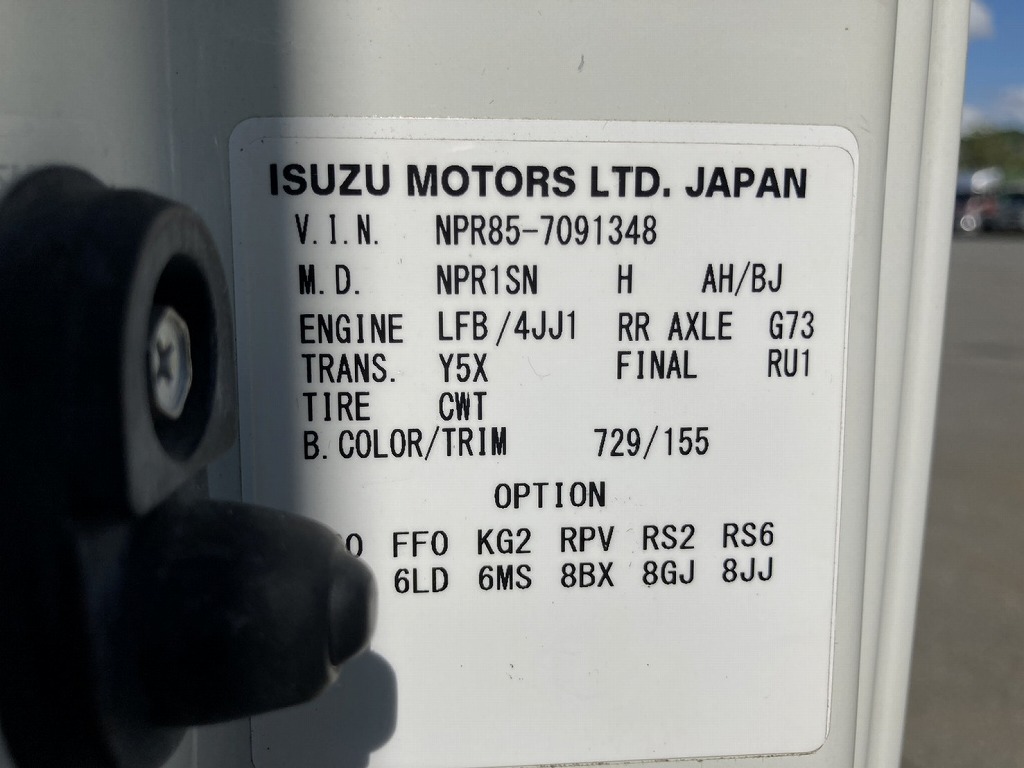 ISUZU MOTORS LTD. JAPAN
V.I.N. NPR85-7091348
M.D. NPR1SN H AH/BJ
ENGINE LFB/4JJ1 RR AXLE G73
TRANS. Y5X FINAL RU1
TIRE CWT
B.COLOR/TRIM 729/155
OPTION
FF0 KG2 RPV RS2 RS6
6LD 6MS 8BX 8GJ 8JJ